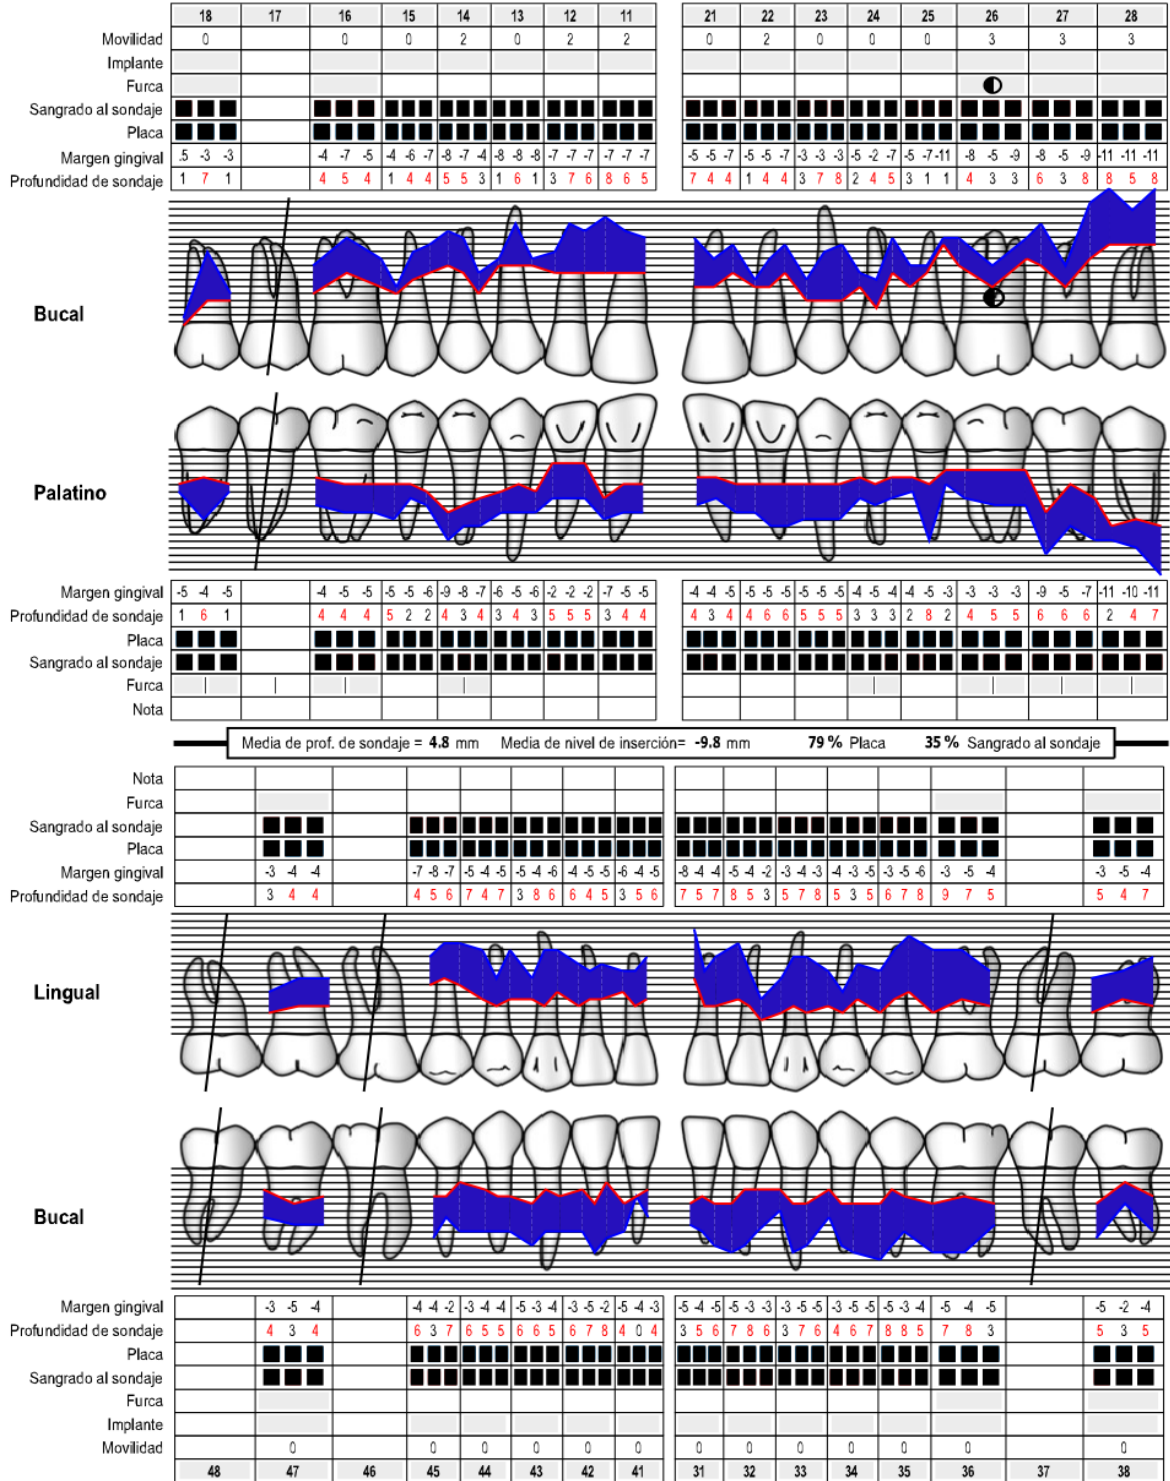 18 17 16 15 14 13 12 11 21 22 23 24 25 26 27 28
Movilidad 0 0 0 2 0 2 2 0 2 0 0 0 3 3 3
Implante
Furca
Sangrado al sondaje
Placa
Margen gingival .5 -3 -3 -4 -7 -5 -4 -6 -7 -8 -7 -4 -8 -8 -8 -7 -7 -7 -7 -7 -7 -5 -5 -7 -5 -5 -7 -3 -3 -3 -5 -2 -7 -5 -7 -11 -8 -5 -9 -8 -5 -9 -11 -11 -11
Profundidad de sondaje 1 7 1 4 5 4 1 4 4 5 5 3 1 6 1 3 7 6 8 6 5 7 4 4 1 4 4 3 7 8 2 4 5 3 1 1 4 3 3 6 3 8 8 5 8
Bucal
Palatino
Margen gingival -5 -4 -5 -4 -5 -5 -5 -5 -6 -9 -8 -7 -6 -5 -6 -2 -2 -2 -7 -5 -5 -4 -4 -5 -5 -5 -5 -5 -5 -5 -4 -5 -4 -4 -4 -5 -3 -3 -3 -9 -5 -7 -11 -10 -11
Profundidad de sondaje 1 6 1 4 4 4 5 2 2 4 3 4 3 4 3 5 5 5 3 4 4 4 3 4 4 6 6 5 5 5 3 3 3 2 8 2 4 5 5 6 6 6 2 4 7
Placa
Sangrado al sondaje
Furca
Nota
Media de prof. de sondaje = 4.8 mm Media de nivel de inserción= -9.8 mm 79 % Placa 35 % Sangrado al sondaje
Nota
Furca
Sangrado al sondaje
Placa
Margen gingival -3 -4 -4 -7 -8 -7 -5 -4 -5 -5 -4 -6 -4 -5 -5 -6 -4 -5 -8 -4 -4 -5 -4 -2 -3 -4 -3 -5 -4 -5 -3 -4 -5 -3 -5 -4 -3 -5 -4
Profundidad de sondaje 3 4 4 4 5 6 7 4 7 3 8 6 6 4 5 3 5 6 7 5 7 8 5 3 5 7 8 5 3 5 6 7 8 9 7 5 5 4 7
Lingual
Bucal
Margen gingival -3 -5 -4 -4 -4 -2 -3 -4 -4 -5 -3 -4 -3 -5 -2 -5 -4 -3 -5 -4 -5 -5 -3 -3 -3 -5 -5 -4 -5 -5 -5 -3 -4 -5 -4 -5 -5 -2 -4
Profundidad de sondaje 4 3 4 6 3 7 6 5 5 6 6 5 6 7 8 4 0 4 3 5 6 7 8 6 3 7 6 4 6 7 8 8 5 7 8 3 5 3 5
Placa
Sangrado al sondaje
Furca
Implante
Movilidad 0 0 0 0 0 0 0 0 0 0 0 0 0
48 47 46 45 44 43 42 41 31 32 33 34 35 36 37 38